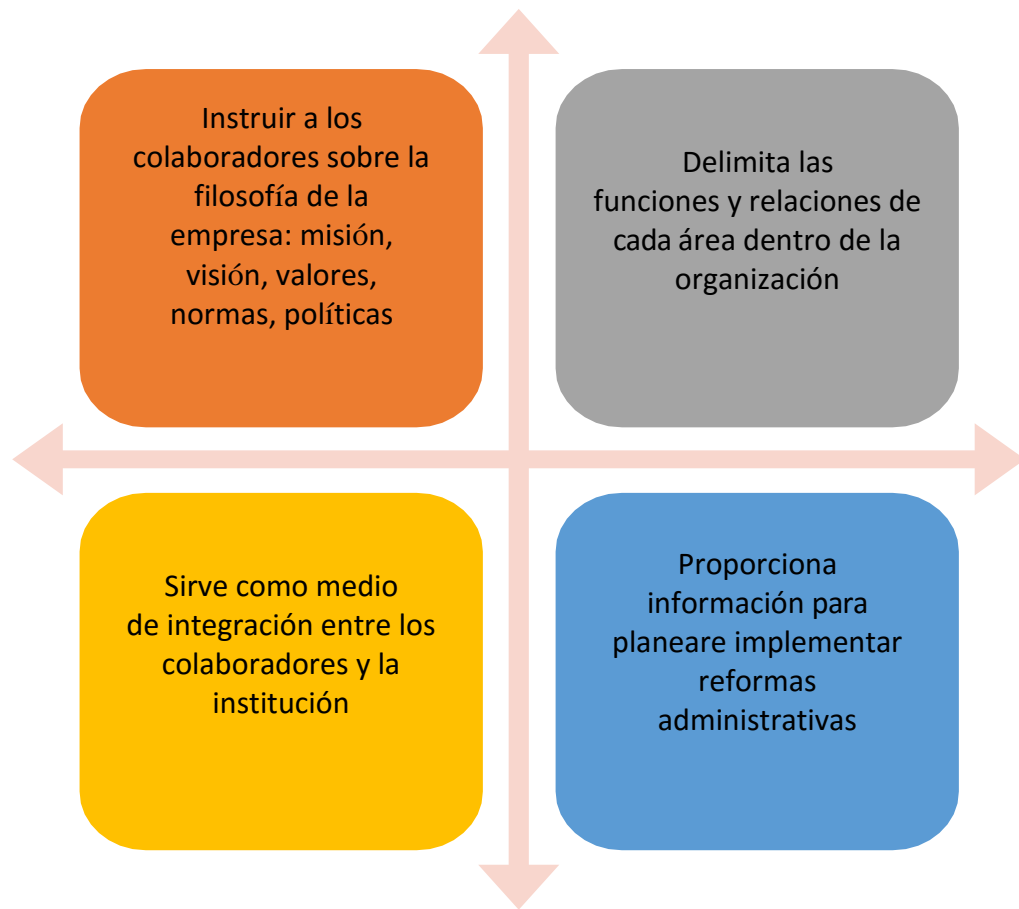 Instruir a los
colaboradores sobre la
filosofía de la
empresa: misión,
visión, valores,
normas, políticas
Delimita las
funciones y relaciones de
cada área dentro de la
organización
Sirve como medio
de integración entre los
colaboradores y la
institución
Proporciona
información para
planeare implementar
reformas
administrativas